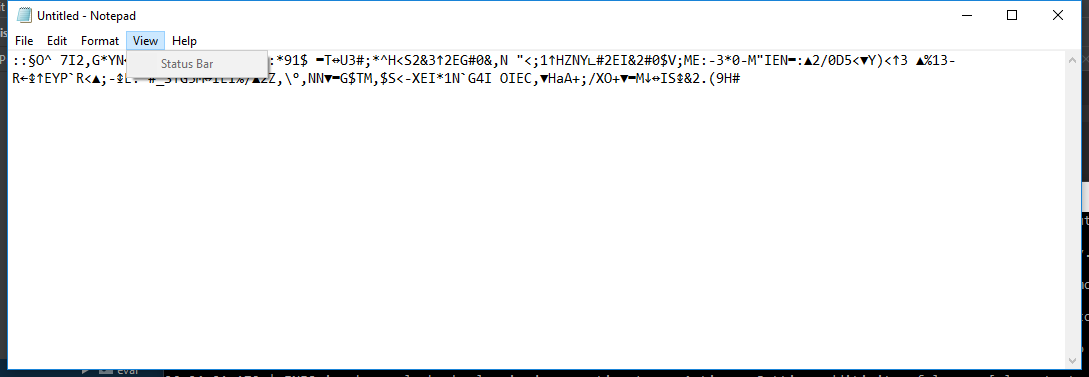 Untitled - Notepad
File Edit Format View Help
Status Bar
::§O^ 7I2,G*YN :*91$ ▬T↔U3#;*^H<S2&3↑2EG#0&,N "<;1↑HZNY∟#2EI&2#0$V;ME:-3*0-M"IEN═:▲2/0D5<▼Y)<↑3 ▲%13-
R←↨↑EYP`R<▲;-↨ 2Z,\°,NN▼═G$TM,$S<-XEI*1N`G4I OIEC,▼HaA+;/XO+▼═M↓↔IS↨&2.(9H#
eval